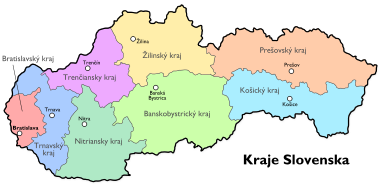 Žilina
Žilinský kraj
Prešovský kraj
Prešov
Trenčín
Trenčiansky kraj
Bratislavský kraj
Košický kraj
Košice
Banská
Bystrica
Banskobystrický kraj
Trnava
Nitra
Bratislava
Nitriansky kraj
Trnavský
kraj
Kraje Slovenska